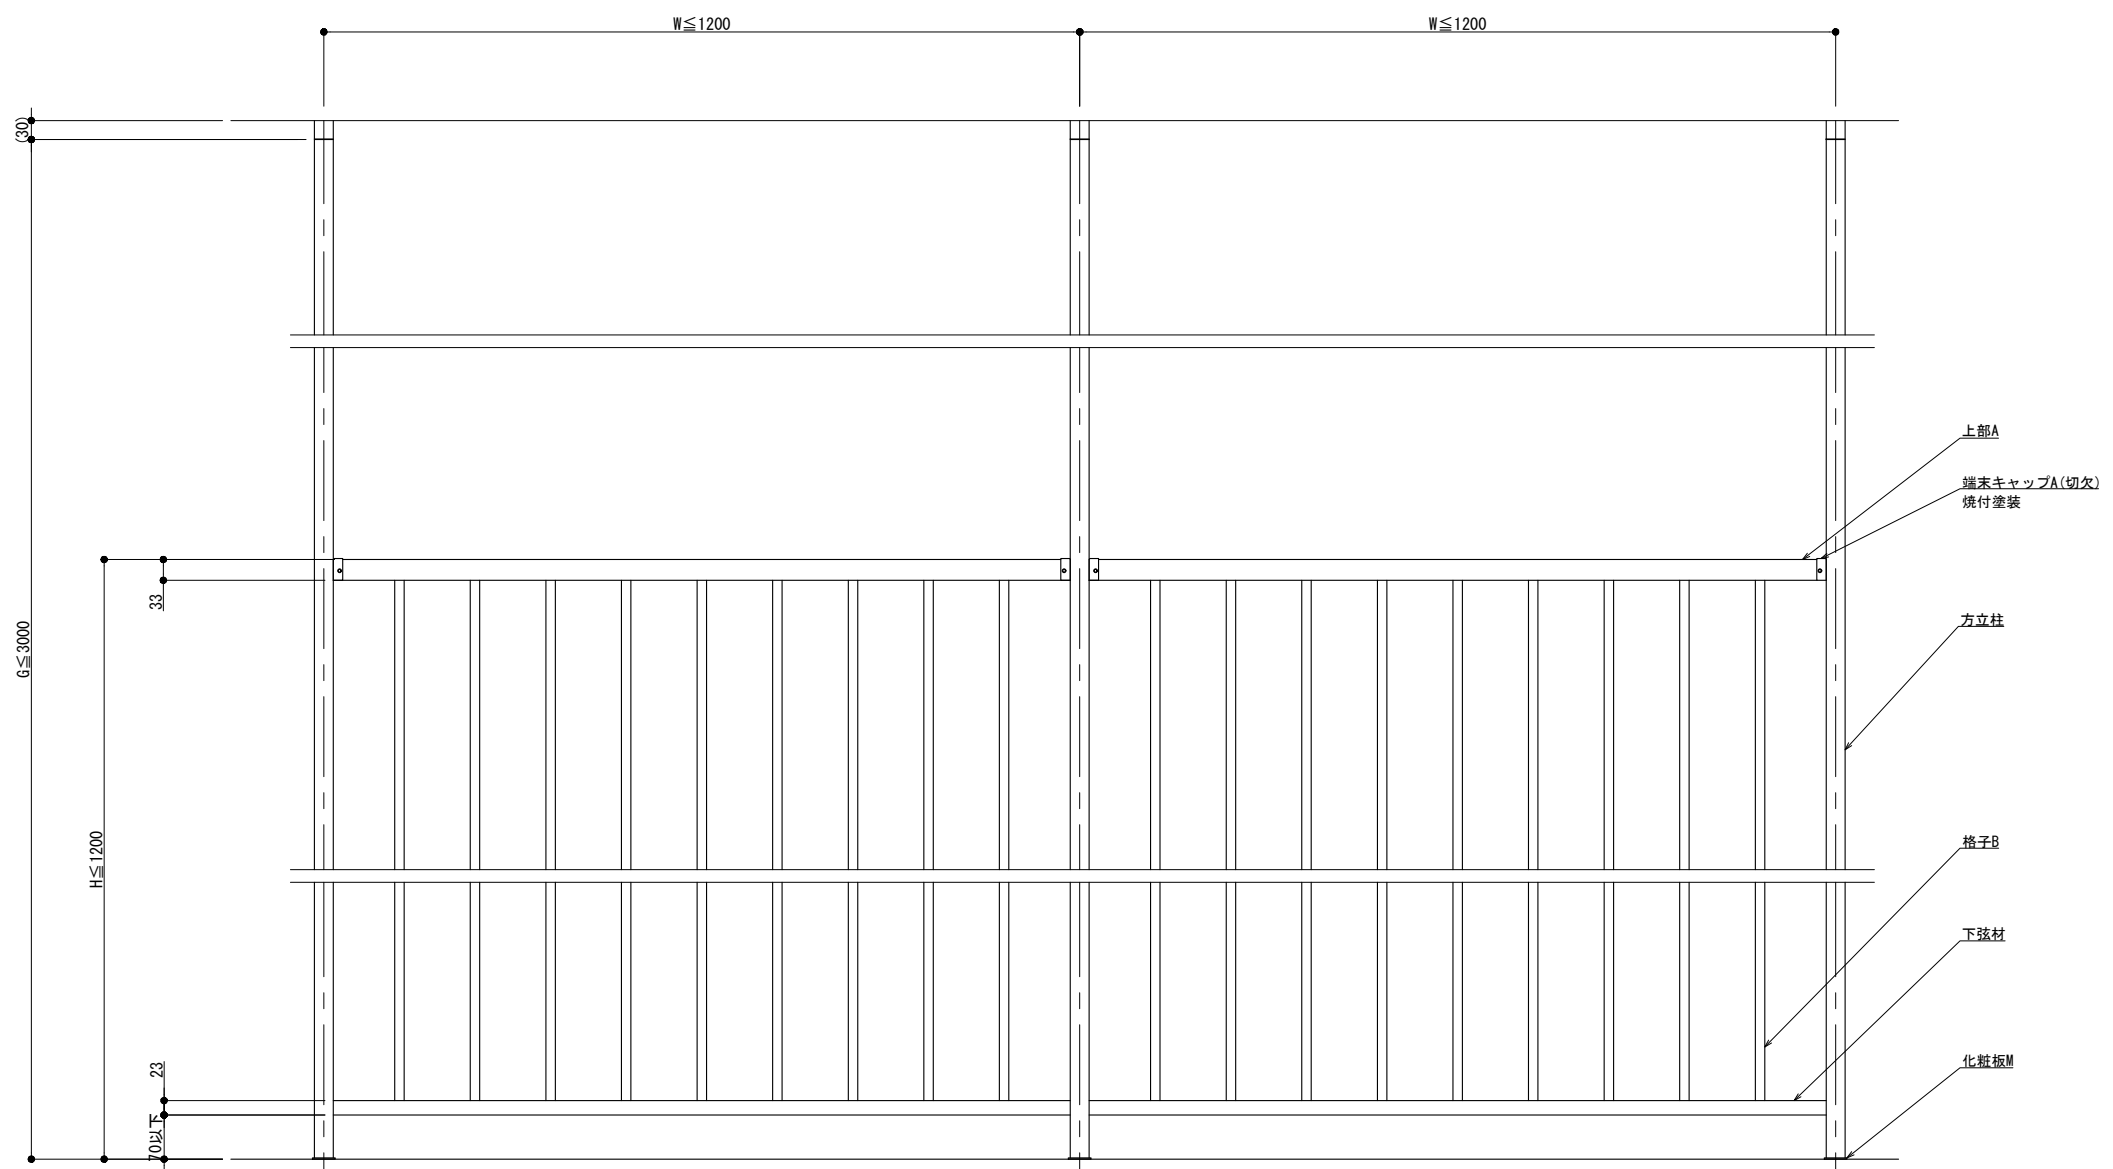 W≦1200
W≦1200
(30)
上部A
端末キャップA(切欠)
焼付塗装
33
方立柱
G≦3000
格子B
H≦1200
下弦材
化粧板M
23
70以下